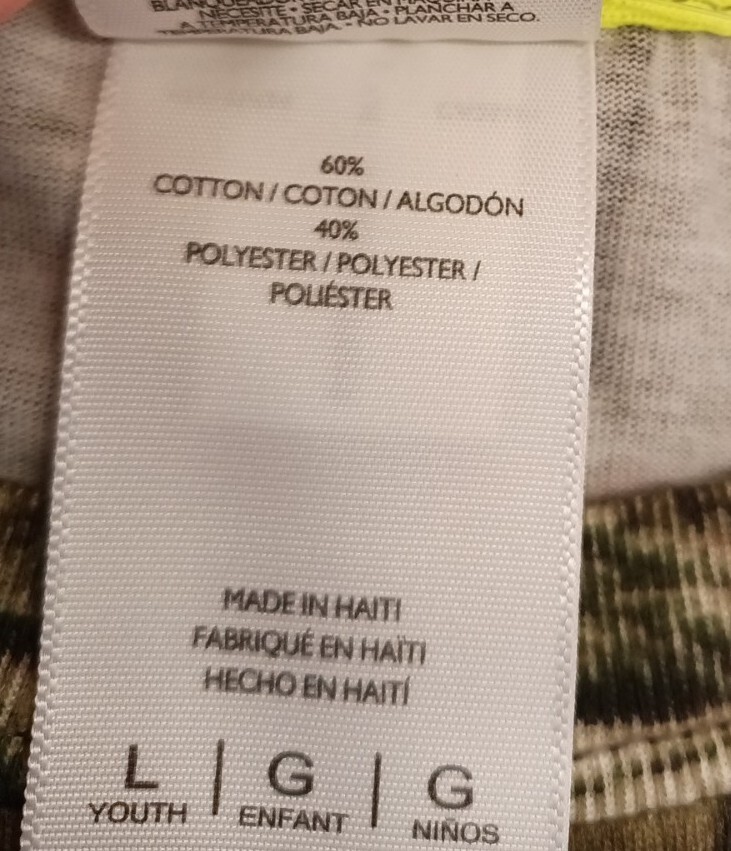 NECESITE • SECAR EN
PLANCHAR A
A TEMPERATURA BAJA • NO LAVAR EN SECO.
60%
COTTON / COTON / ALGODÓN
40%
POLYESTER / POLYESTER /
POLIÉSTER
MADE IN HAITI
FABRIQUÉ EN HAÏTI
HECHO EN HAITÍ
L | G | G
YOUTH ENFANT NIÑOS